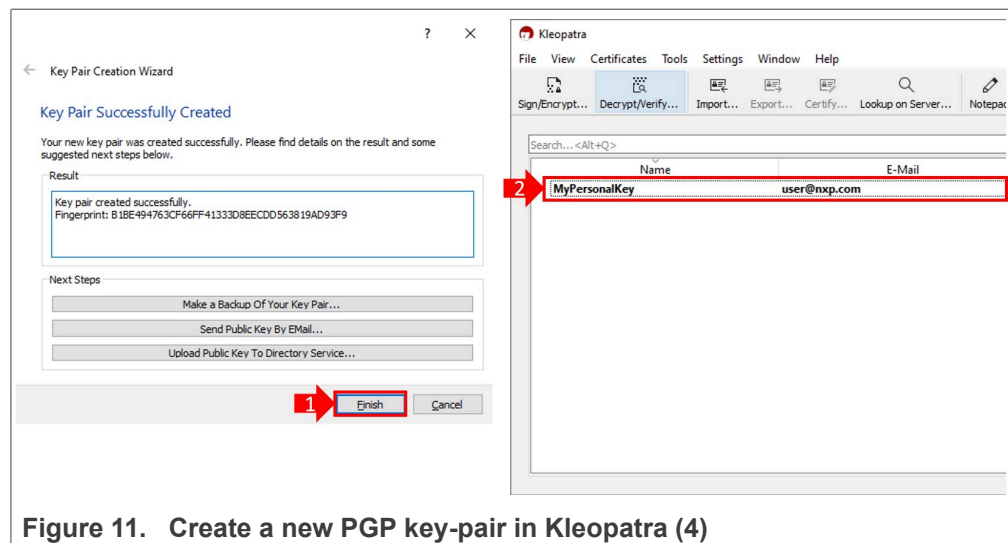 Key Pair Creation Wizard
Key Pair Successfully Created
Your new key pair was created successfully. Please find details on the result and some
suggested next steps below.
Result
Key pair created successfully.
Fingerprint: B1BE494763CF66FF41333D8EECDD563819AD93F9
Next Steps
Make a Backup Of Your Key Pair...
Send Public Key By EMail...
Upload Public Key To Directory Service...
1 Finish Cancel
Kleopatra
File View Certificates Tools Settings Window Help
Sign/Encrypt... Decrypt/Verify... Import... Export... Certify... Lookup on Server... Notepad
Search...<Alt+Q>
Name E-Mail
2 MyPersonalKey user@nxp.com
Figure 11. Create a new PGP key-pair in Kleopatra (4)